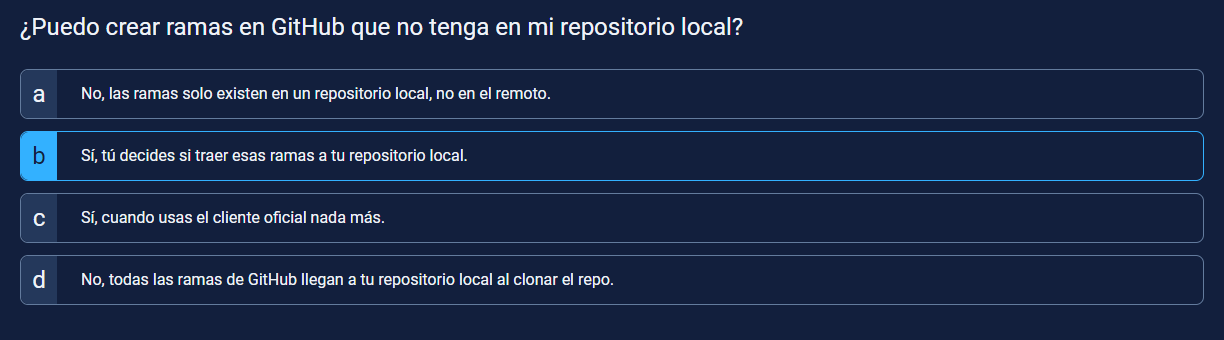 ¿Puedo crear ramas en GitHub que no tenga en mi repositorio local?
a No, las ramas solo existen en un repositorio local, no en el remoto.
b Sí, tú decides si traer esas ramas a tu repositorio local.
c Sí, cuando usas el cliente oficial nada más.
d No, todas las ramas de GitHub llegan a tu repositorio local al clonar el repo.